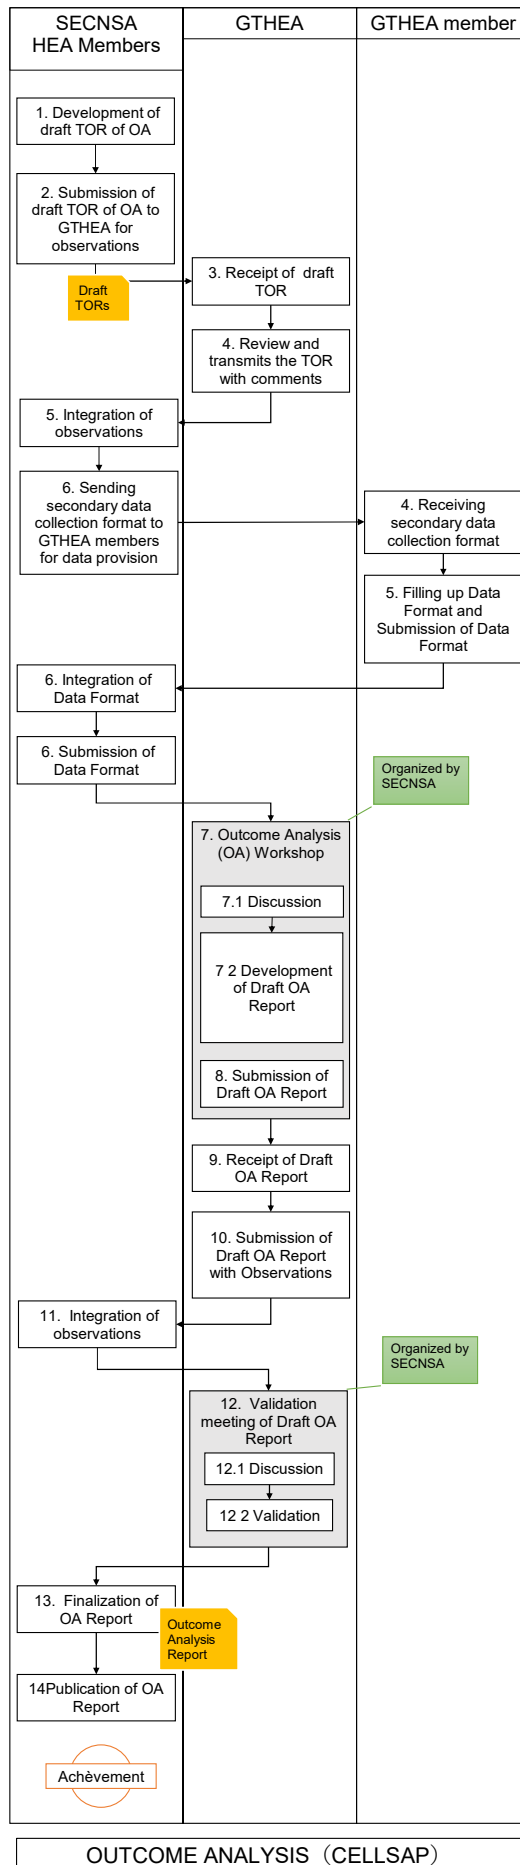 SECNSA
HEA Members
GTHEA
GTHEA member
1. Development of
draft TOR of OA
2. Submission of
draft TOR of OA to
GTHEA for
observations
Draft
TORs
3. Receipt of draft
TOR
4. Review and
transmits the TOR
with comments
5. Integration of
observations
6. Sending
secondary data
collection format to
GTHEA members
for data provision
4. Receiving
secondary data
collection format
5. Filling up Data
Format and
Submission of Data
Format
6. Integration of
Data Format
6. Submission of
Data Format
Organized by
SECNSA
7. Outcome Analysis
(OA) Workshop
7.1 Discussion
7 2 Development
of Draft OA
Report
8. Submission of
Draft OA Report
9. Receipt of Draft
OA Report
10. Submission of
Draft OA Report
with Observations
11. Integration of
observations
Organized by
SECNSA
12. Validation
meeting of Draft OA
Report
12.1 Discussion
12 2 Validation
13. Finalization of
OA Report
Outcome
Analysis
Report
14Publication of OA
Report
Achèvement
OUTCOME ANALYSIS（CELLSAP）